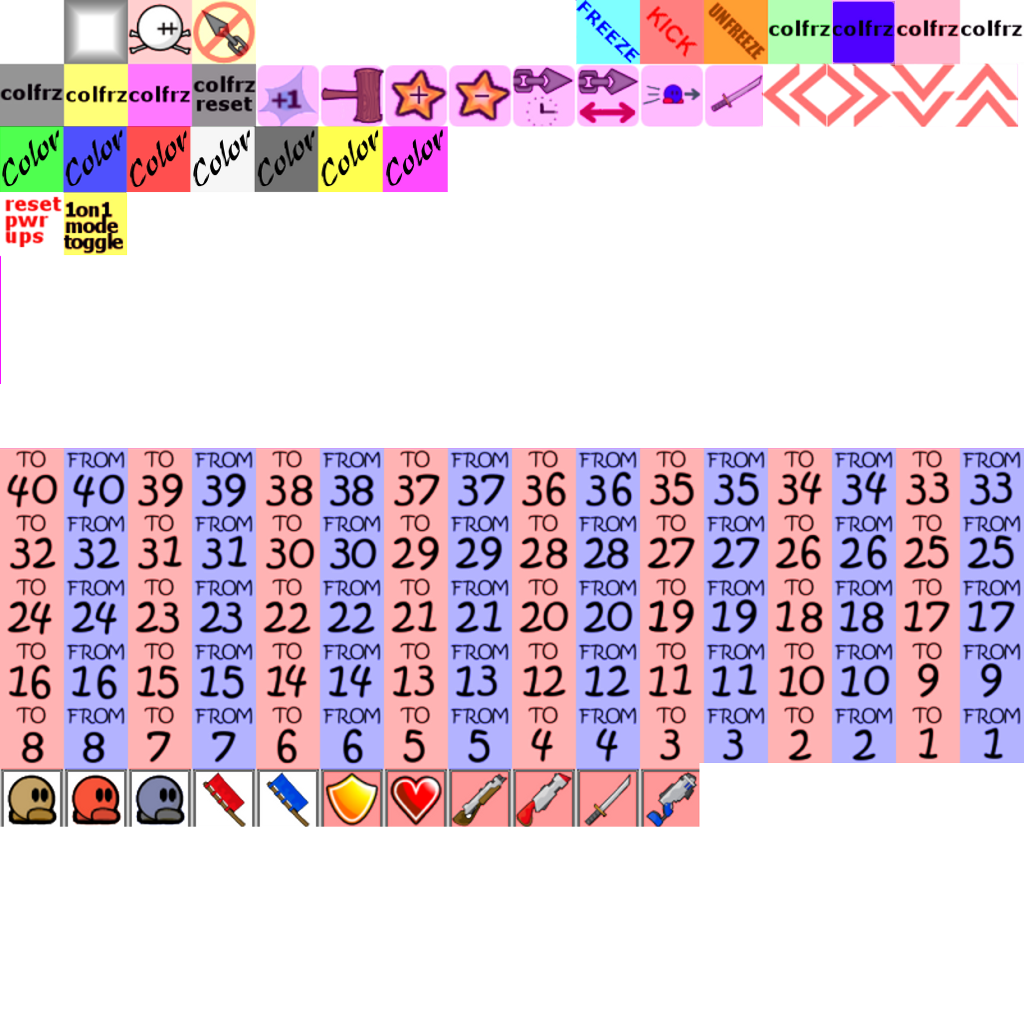 FREEZE KICK UNFREEZE colfrz colfrz colfrz colfrz
colfrz colfrz colfrz colfrz
reset
+1 + -
Color Color Color Color Color Color Color
reset
pwr
ups
1on1
mode
toggle
TO FROM TO FROM TO FROM TO FROM TO FROM TO FROM TO FROM TO FROM
40 40 39 39 38 38 37 37 36 36 35 35 34 34 33 33
TO FROM TO FROM TO FROM TO FROM TO FROM TO FROM TO FROM TO FROM
32 32 31 31 30 30 29 29 28 28 27 27 26 26 25 25
TO FROM TO FROM TO FROM TO FROM TO FROM TO FROM TO FROM TO FROM
24 24 23 23 22 22 21 21 20 20 19 19 18 18 17 17
TO FROM TO FROM TO FROM TO FROM TO FROM TO FROM TO FROM TO FROM
16 16 15 15 14 14 13 13 12 12 11 11 10 10 9 9
TO FROM TO FROM TO FROM TO FROM TO FROM TO FROM TO FROM TO FROM
8 8 7 7 6 6 5 5 4 4 3 3 2 2 1 1